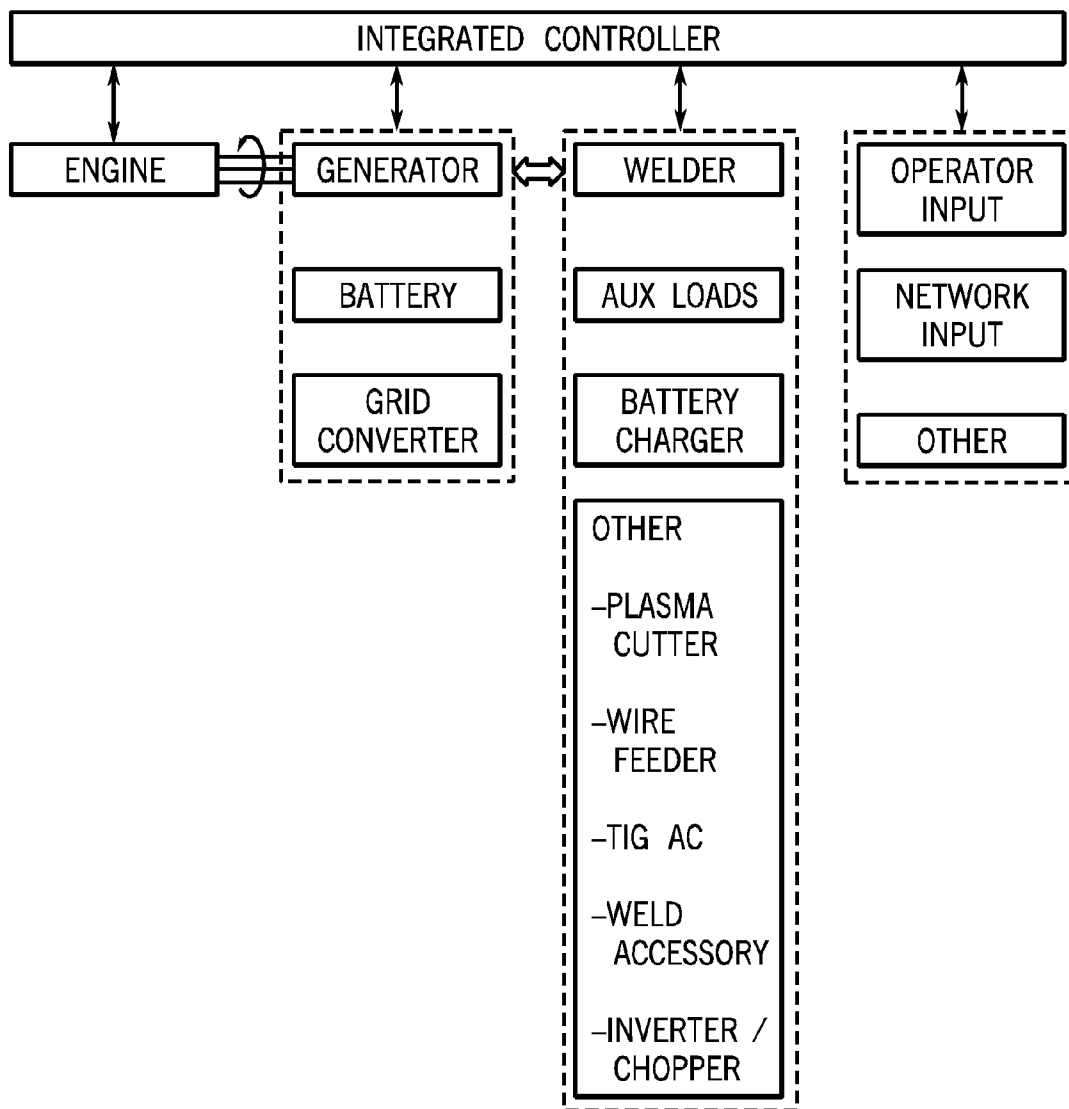 INTEGRATED CONTROLLER
ENGINE
GENERATOR
BATTERY
GRID
CONVERTER
WELDER
AUX LOADS
BATTERY
CHARGER
OTHER
–PLASMA
CUTTER
–WIRE
FEEDER
–TIG AC
–WELD
ACCESSORY
–INVERTER /
CHOPPER
OPERATOR
INPUT
NETWORK
INPUT
OTHER